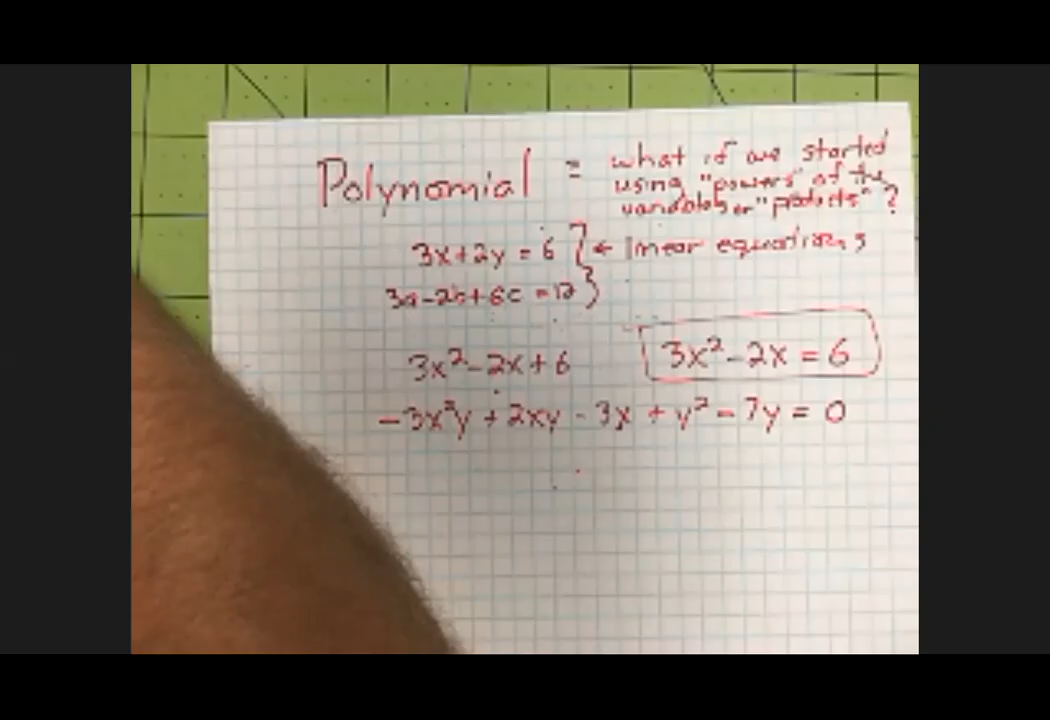 Polynomial = what if we started
using "powers" of the
variables or "products"?
3x+2y = 6 } ← linear equations
3a-2b+6c = 12 }
3x²-2x+6 3x²-2x = 6
-3x²y + 2xy - 3x + y² - 7y = 0